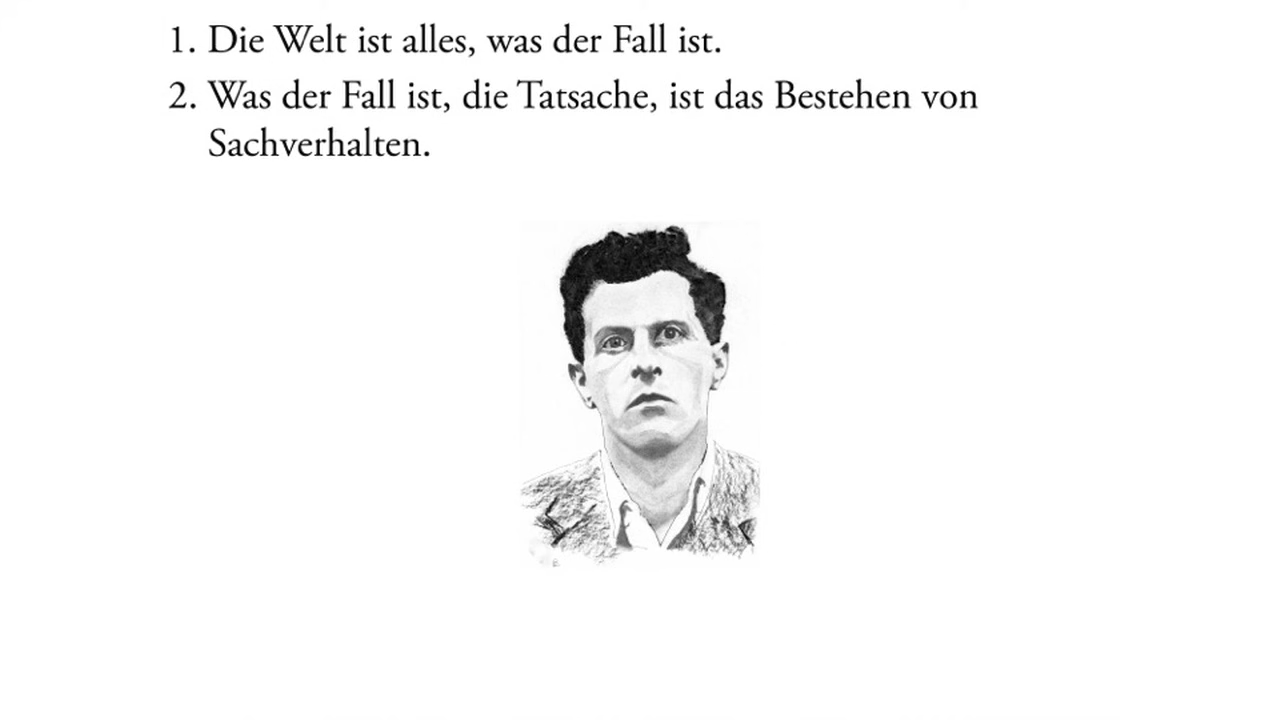 1. Die Welt ist alles, was der Fall ist.
2. Was der Fall ist, die Tatsache, ist das Bestehen von
Sachverhalten.